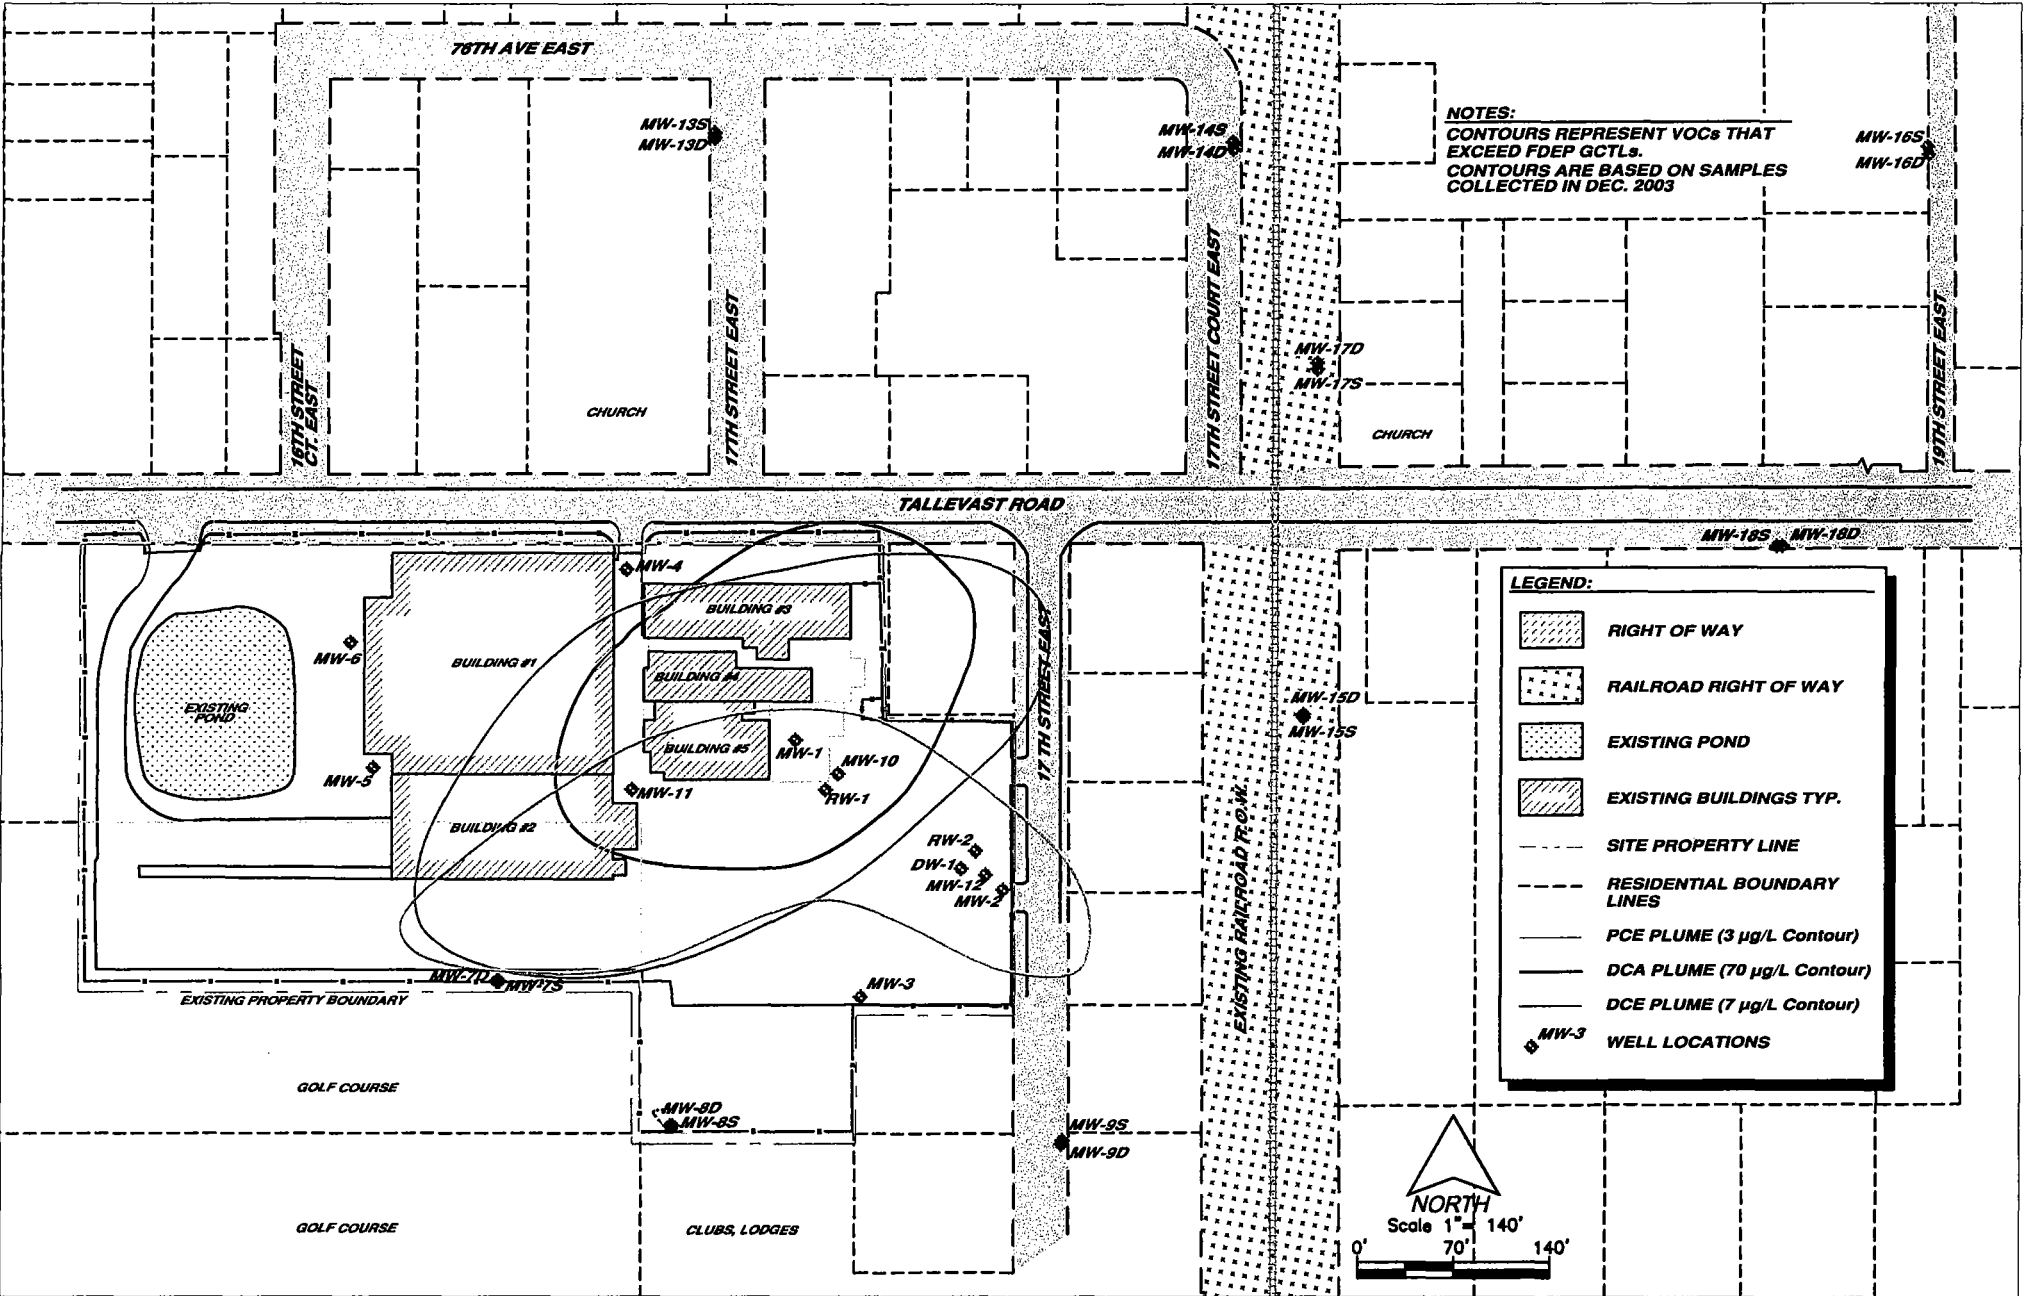 76TH AVE EAST
MW-13S
MW-13D
MW-14S
MW-14D
NOTES:
CONTOURS REPRESENT VOCs THAT
EXCEED FDEP GCTLs.
CONTOURS ARE BASED ON SAMPLES
COLLECTED IN DEC. 2003
MW-16S
MW-16D
16TH STREET
CT. EAST
17TH STREET EAST
17TH STREET COURT EAST
19TH STREET EAST
MW-17D
MW-17S
CHURCH
CHURCH
TALLEVAST ROAD
MW-18S
MW-18D
MW-4
MW-6
MW-5
EXISTING
POND
BUILDING #1
BUILDING #2
BUILDING #3
BUILDING #4
BUILDING #5
MW-1
MW-10
RW-1
MW-11
RW-2
DW-1
MW-12
MW-2
17TH STREET EAST
MW-15D
MW-15S
EXISTING RAILROAD R.O.W.
MW-7D
MW-7S
MW-3
EXISTING PROPERTY BOUNDARY
GOLF COURSE
MW-8D
MW-8S
MW-9S
MW-9D
GOLF COURSE
CLUBS, LODGES
LEGEND:
RIGHT OF WAY
RAILROAD RIGHT OF WAY
EXISTING POND
EXISTING BUILDINGS TYP.
SITE PROPERTY LINE
RESIDENTIAL BOUNDARY
LINES
PCE PLUME (3 µg/L Contour)
DCA PLUME (70 µg/L Contour)
DCE PLUME (7 µg/L Contour)
MW-3
WELL LOCATIONS
NORTH
Scale 1"= 140'
0' 70' 140'